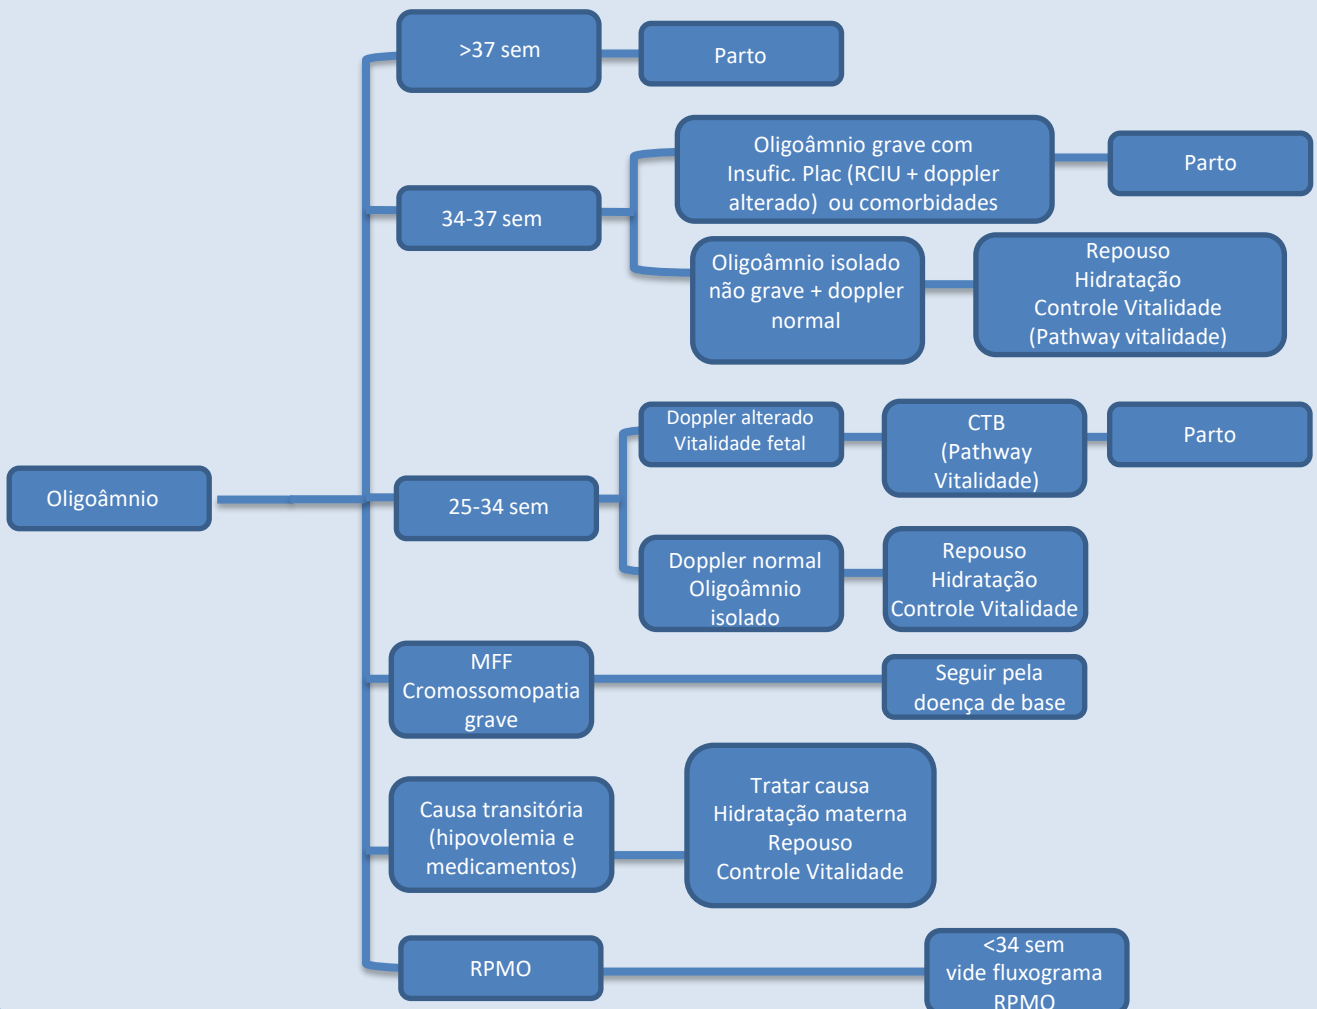 >37 sem
Parto
Oligoâmnio grave com
Insufic. Plac (RCIU + doppler
alterado) ou comorbidades
Parto
34-37 sem
Oligoâmnio isolado
não grave + doppler
normal
Repouso
Hidratação
Controle Vitalidade
(Pathway vitalidade)
Oligoâmnio
25-34 sem
Doppler alterado
Vitalidade fetal
CTB
(Pathway
Vitalidade)
Parto
Doppler normal
Oligoâmnio
isolado
Repouso
Hidratação
Controle Vitalidade
MFF
Cromossomopatia
grave
Seguir pela
doença de base
Causa transitória
(hipovolemia e
medicamentos)
Tratar causa
Hidratação materna
Repouso
Controle Vitalidade
RPMO
<34 sem
vide fluxograma
RPMO